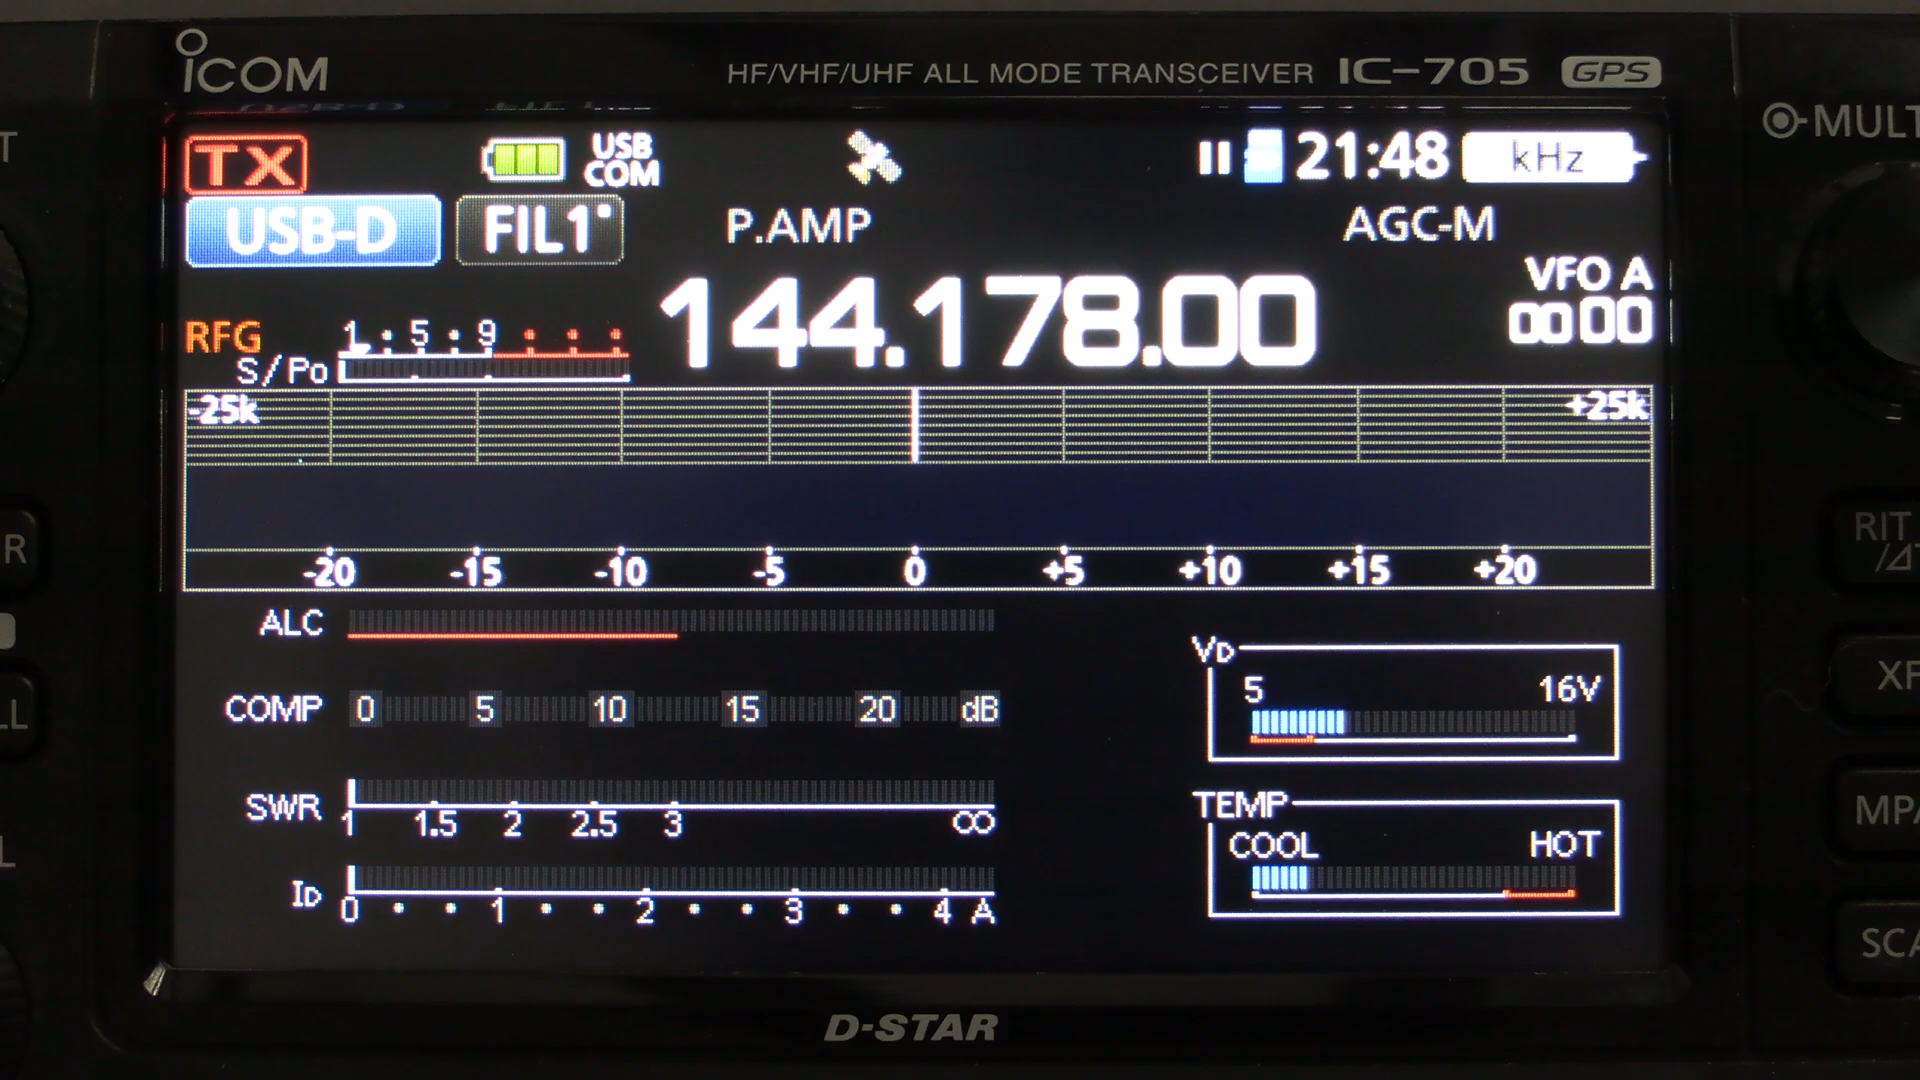 ICOM
HF/VHF/UHF ALL MODE TRANSCEIVER IC-705 GPS
MULT
T
TX USB COM 21:48 kHz
USB-D FIL1 P.AMP AGC-M
144.178.00 VFO A
00 00
RFG 1 5 9
S/Po
-25k +25k
-20 -15 -10 -5 0 +5 +10 +15 +20
R
RIT
/⊿T
ALC
VD
5 16V
COMP 0 5 10 15 20 dB
LL
XF
SWR 1 1.5 2 2.5 3 ∞
TEMP
COOL HOT
MPA
L
ID 0 1 2 3 4 A
SCA
D-STAR